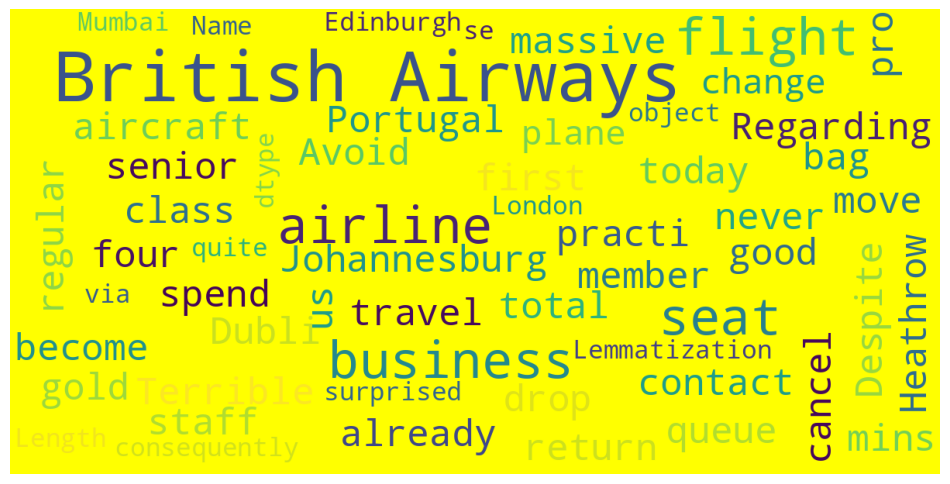 Mumbai Name Edinburgh se massive flight pro
British Airways change
aircraft Portugal plane object Regarding
senior dtype Avoid first today bag
regular class airline London practi never move
four quite Johannesburg member good
via spend us travel total seat Despite Heathrow
become Dubli business Lemmatization
gold Terrible surprised drop contact cancel
staff already queue mins
Length consequently return